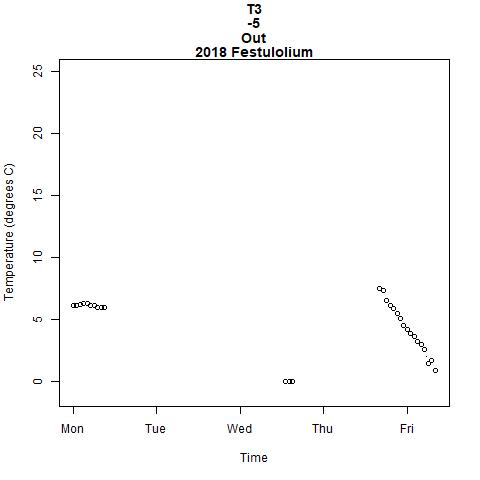 T3
-5
Out
2018 Festulolium
Temperature (degrees C)
25
20
15
10
5
0
Mon Tue Wed Thu Fri
Time